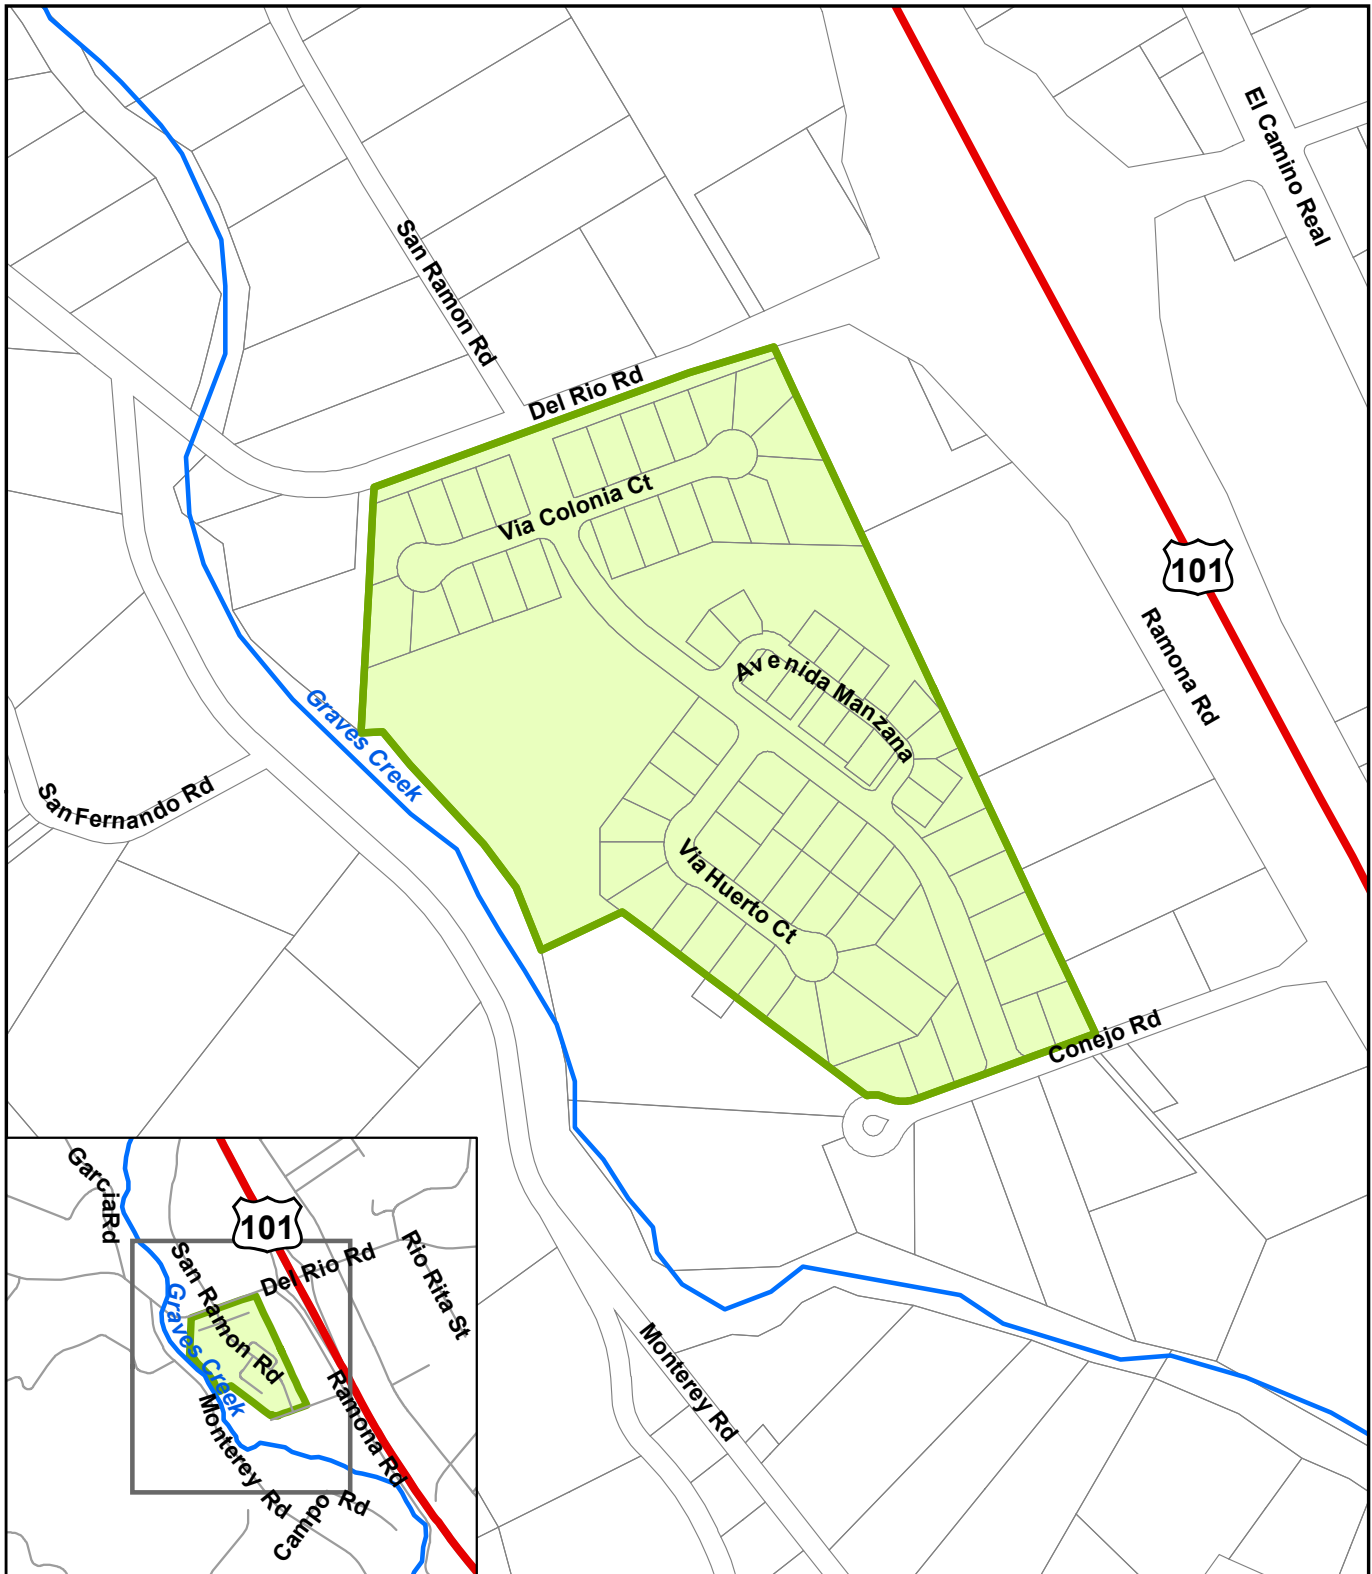 El Camino Real
San Ramon Rd
Del Rio Rd
Via Colonia Ct
101
Ramona Rd
Avenida Manzana
Graves Creek
San Fernando Rd
Via Huerto Ct
Conejo Rd
Monterey Rd
Garcia Rd
101
Rio Rita St
San Ramon Rd
Del Rio Rd
Graves Creek
Ramona Rd
Monterey Rd
Campo Rd